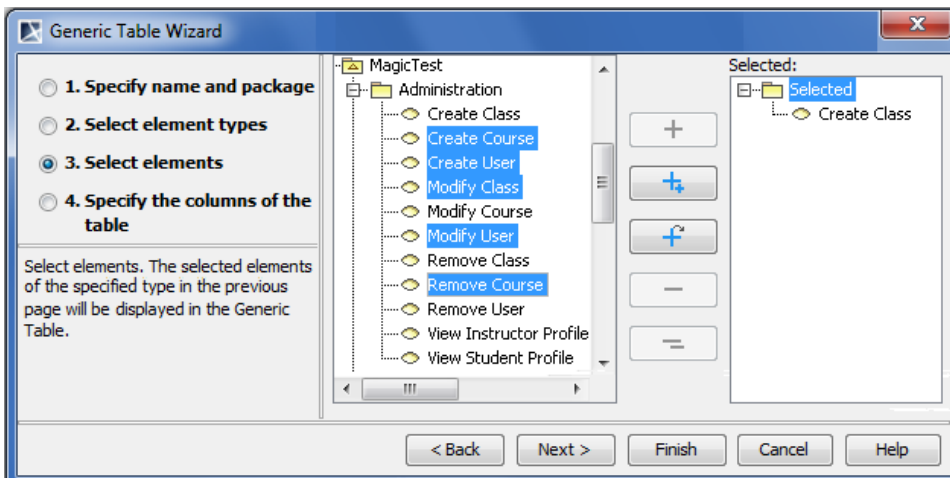 Generic Table Wizard
1. Specify name and package
2. Select element types
3. Select elements
4. Specify the columns of the
table
Select elements. The selected elements
of the specified type in the previous
page will be displayed in the Generic
Table.
MagicTest
Administration
Create Class
Create Course
Create User
Modify Class
Modify Course
Modify User
Remove Class
Remove Course
Remove User
View Instructor Profile
View Student Profile
Selected:
Selected
Create Class
< Back
Next >
Finish
Cancel
Help